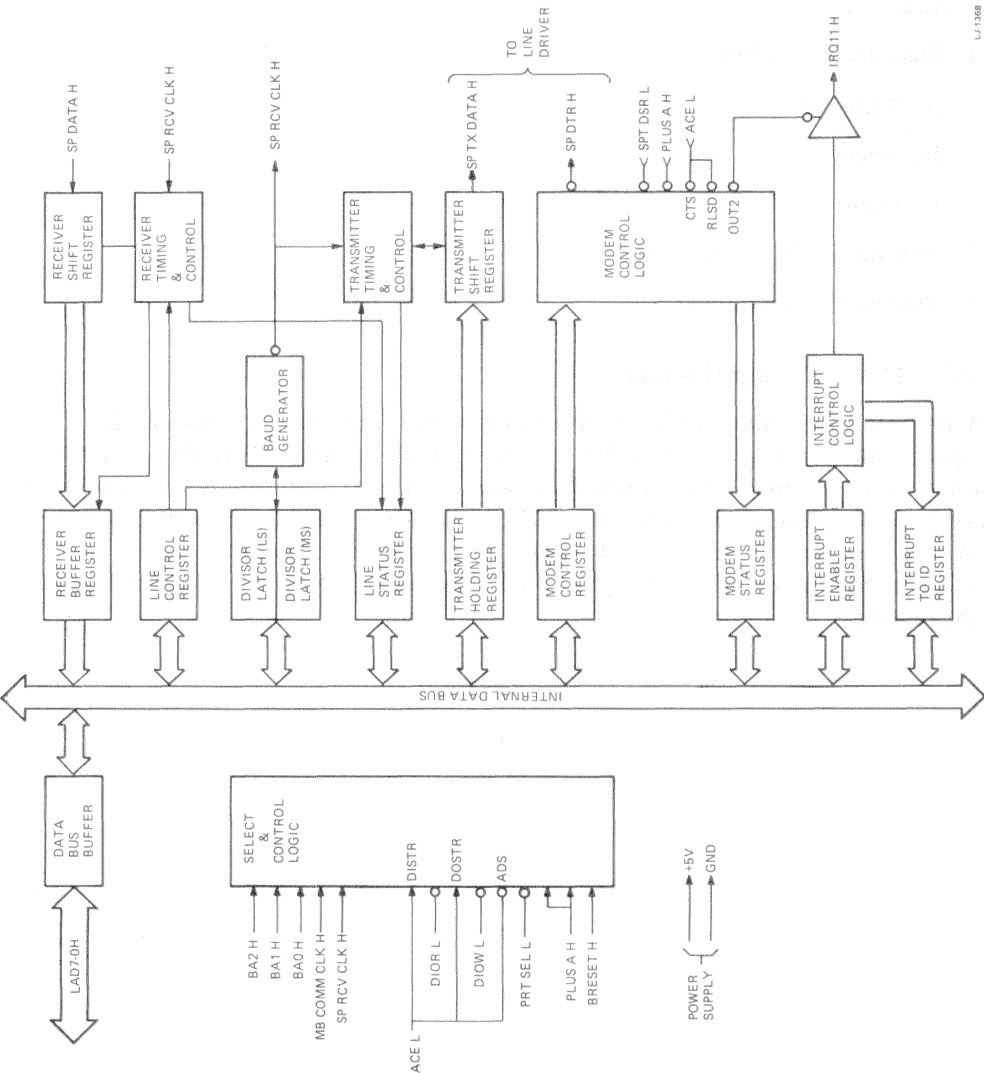 LJ-1368
RECEIVER
SHIFT
REGISTER
SP DATA H
RECEIVER
TIMING
&
CONTROL
SP RCV CLK H
SP RCV CLK H
BAUD
GENERATOR
TRANSMITTER
TIMING
& CONTROL
TRANSMITTER
SHIFT
REGISTER
SP TX DATA H
TO
LINE
DRIVER
SP DTR H
MODEM
CONTROL
LOGIC
SPT DSR L
PLUS A H
ACE L
CTS
RLSD
OUT2
IRQ11 H
INTERRUPT
CONTROL
LOGIC
RECEIVER
BUFFER
REGISTER
LINE
CONTROL
REGISTER
DIVISOR
LATCH (LS)
DIVISOR
LATCH (MS)
LINE
STATUS
REGISTER
TRANSMITTER
HOLDING
REGISTER
MODEM
CONTROL
REGISTER
MODEM
STATUS
REGISTER
INTERRUPT
ENABLE
REGISTER
INTERRUPT
TO ID
REGISTER
INTERNAL DATA BUS
LAD7-0H
DATA
BUS
BUFFER
SELECT
&
CONTROL
LOGIC
BA2 H
BA1 H
BA0 H
MB COMM CLK H
SP RCV CLK H
ACE L
DISTR
DIOR L
DOSTR
DIOW L
ADS
PRT SEL L
PLUS A H
BRESET H
POWER
SUPPLY
+5V
GND